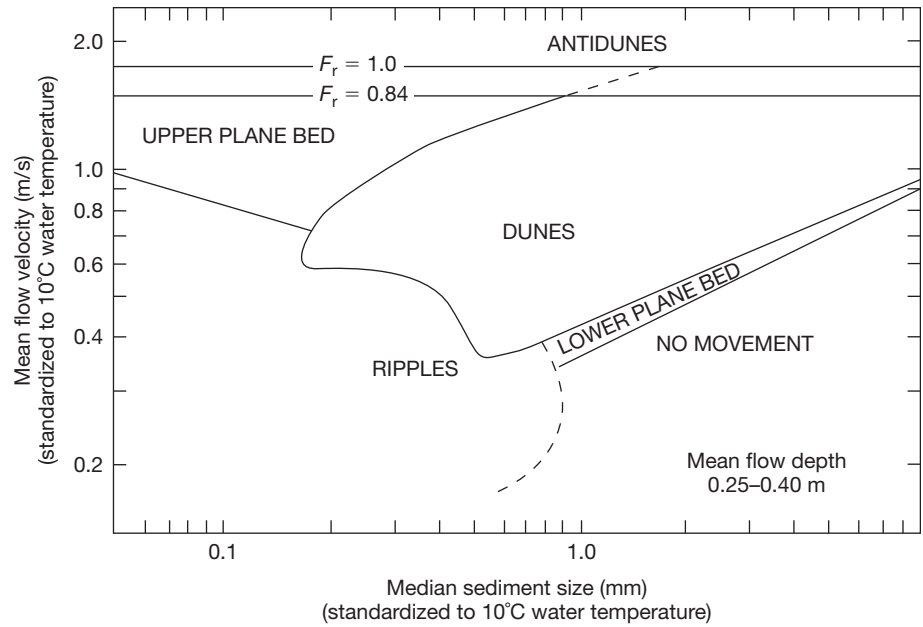 Mean flow velocity (m/s)
(standardized to 10°C water temperature)
2.0
1.0
0.8
0.6
0.4
0.2
ANTIDUNES
Fr = 1.0
Fr = 0.84
UPPER PLANE BED
DUNES
LOWER PLANE BED
NO MOVEMENT
RIPPLES
Mean flow depth
0.25–0.40 m
0.1
1.0
Median sediment size (mm)
(standardized to 10°C water temperature)